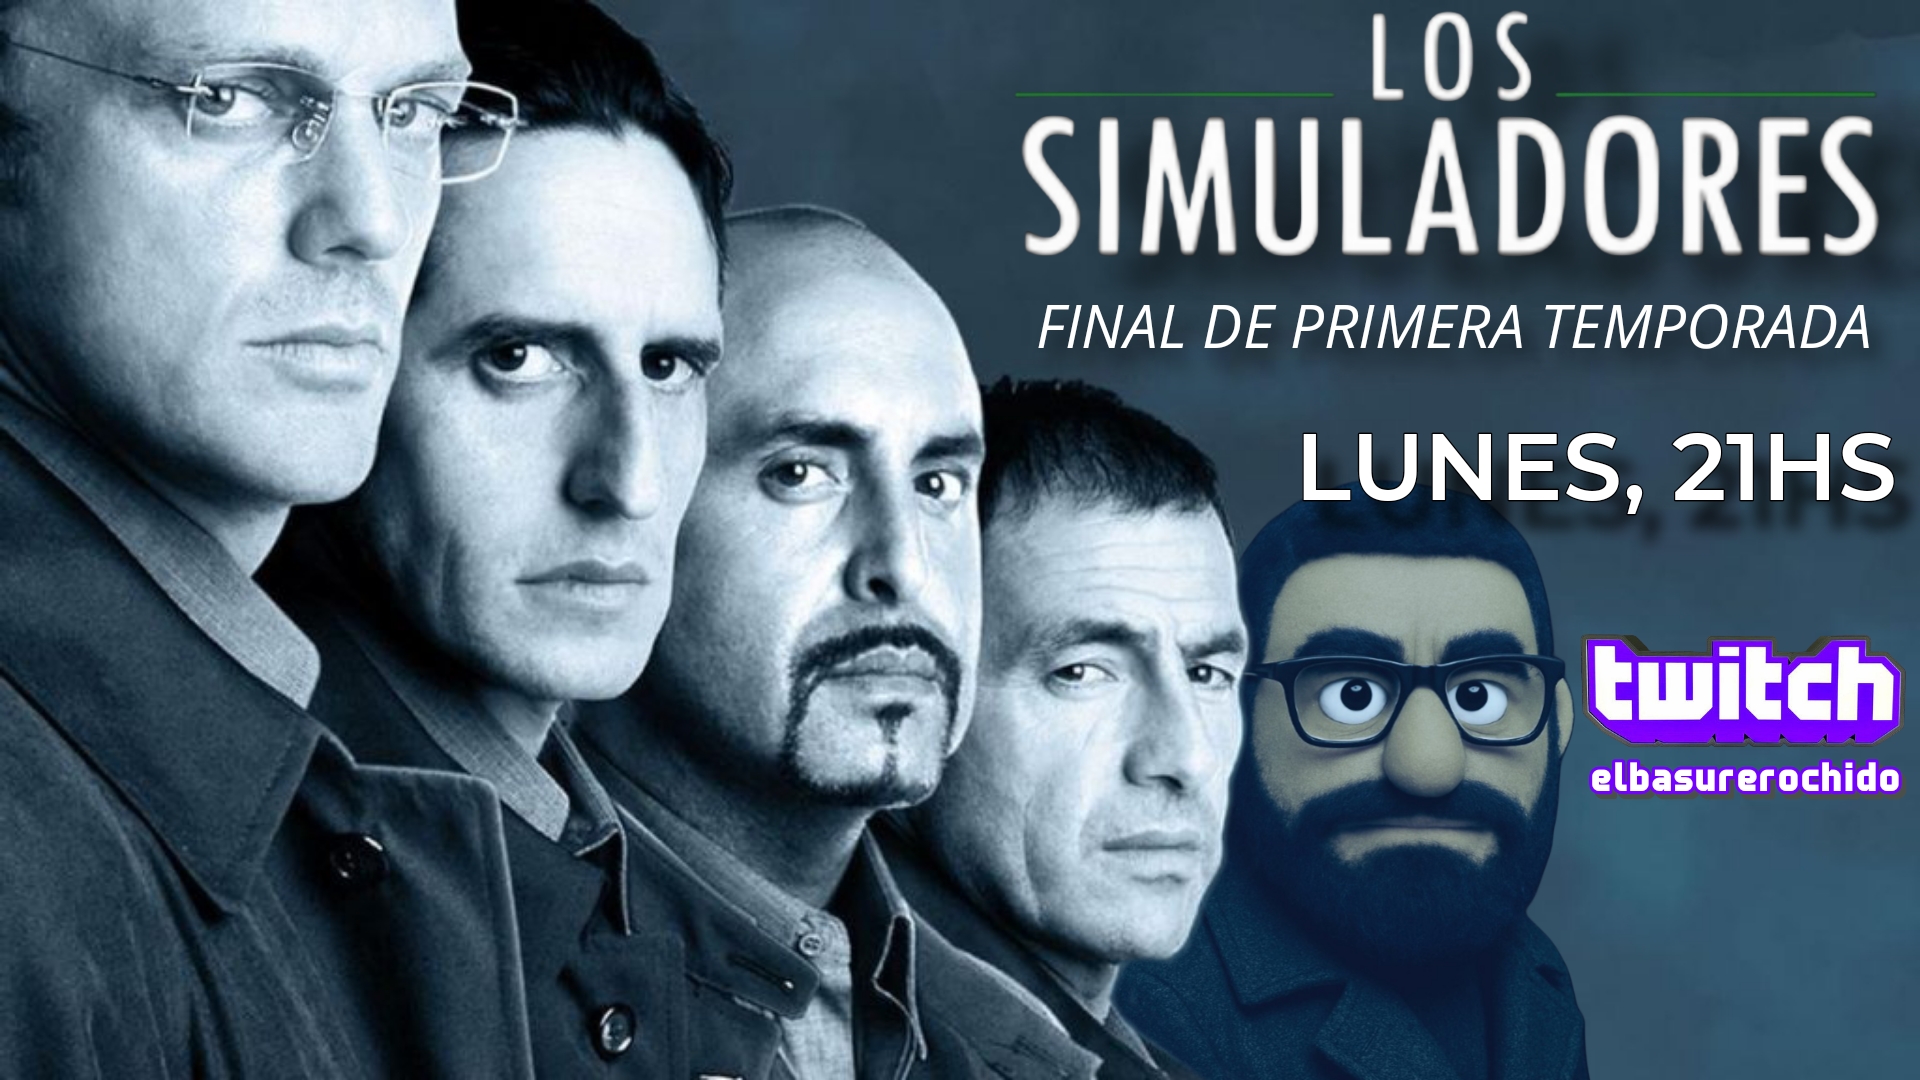 LOS
SIMULADORES
FINAL DE PRIMERA TEMPORADA
LUNES, 21HS
twitch
elbasurerochido